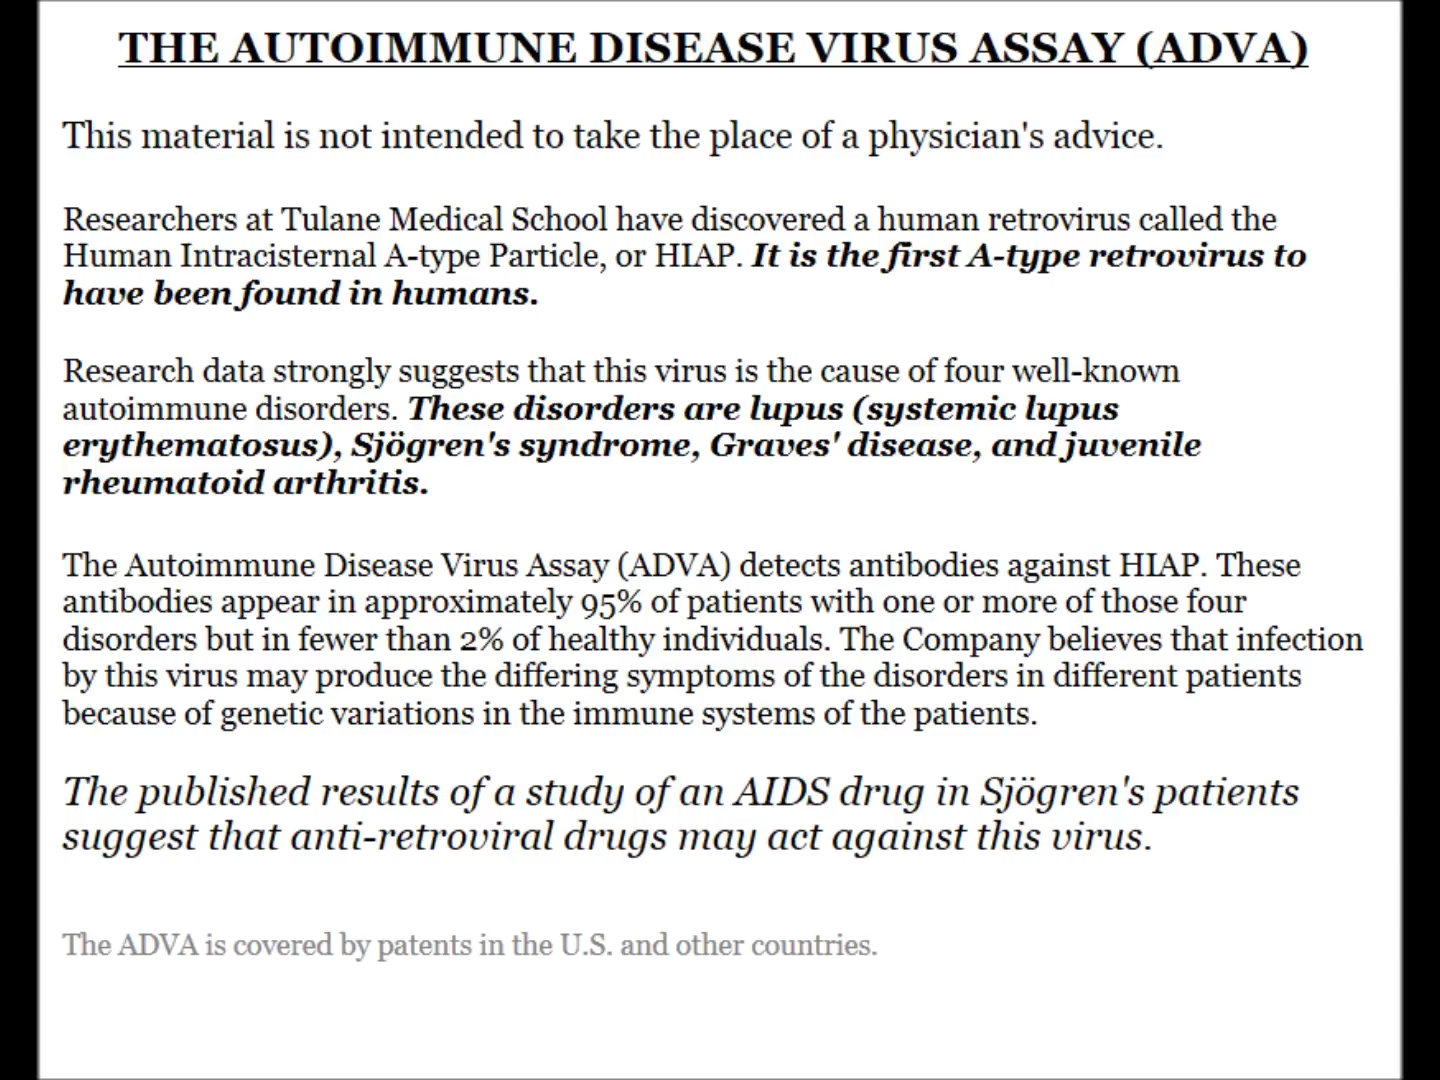 THE AUTOIMMUNE DISEASE VIRUS ASSAY (ADVA)
This material is not intended to take the place of a physician's advice.
Researchers at Tulane Medical School have discovered a human retrovirus called the
Human Intracisternal A-type Particle, or HIAP. It is the first A-type retrovirus to
have been found in humans.
Research data strongly suggests that this virus is the cause of four well-known
autoimmune disorders. These disorders are lupus (systemic lupus
erythematosus), Sjögren's syndrome, Graves' disease, and juvenile
rheumatoid arthritis.
The Autoimmune Disease Virus Assay (ADVA) detects antibodies against HIAP. These
antibodies appear in approximately 95% of patients with one or more of those four
disorders but in fewer than 2% of healthy individuals. The Company believes that infection
by this virus may produce the differing symptoms of the disorders in different patients
because of genetic variations in the immune systems of the patients.
The published results of a study of an AIDS drug in Sjögren's patients
suggest that anti-retroviral drugs may act against this virus.
The ADVA is covered by patents in the U.S. and other countries.